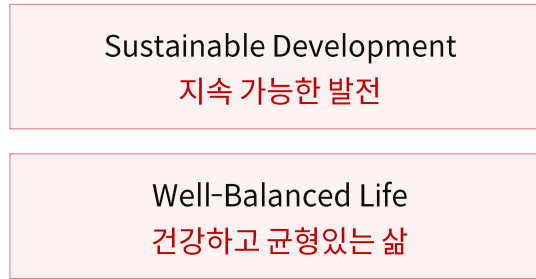 Sustainable Development
지속 가능한 발전
Well-Balanced Life
건강하고 균형있는 삶